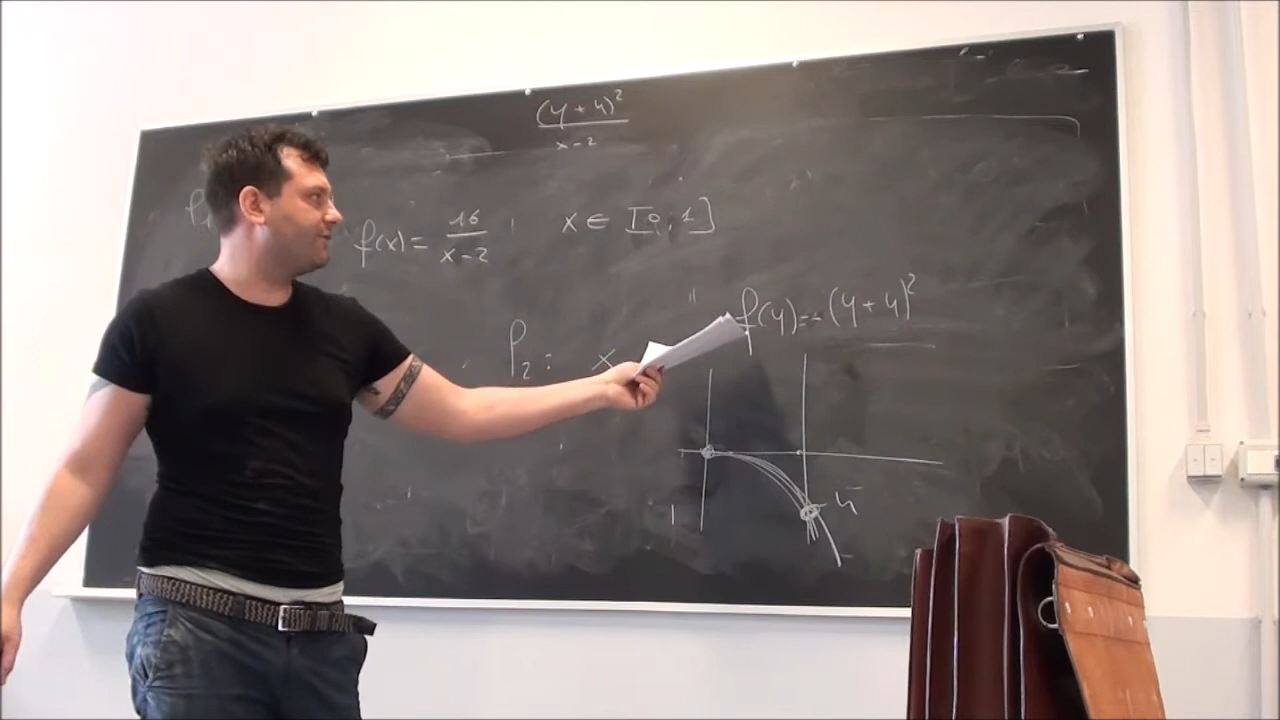 (y+4)²
x-2
f(x) = 16/(x-2) , x ∈ [0,1]
" f(y) = -(y+4)²
P₂: x
-4